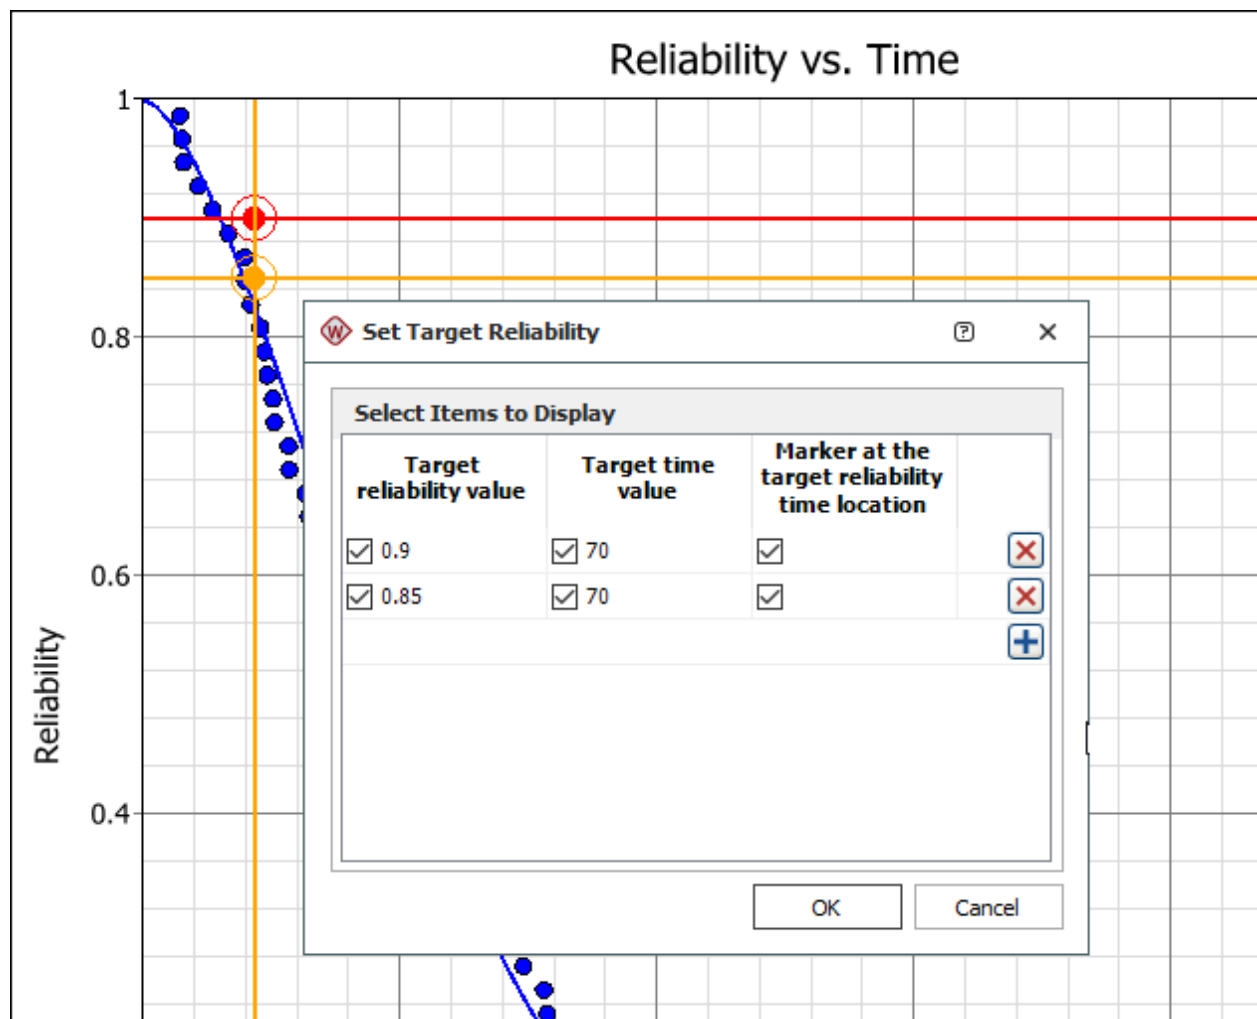 Reliability vs. Time
1
0.8
0.6
0.4
Reliability
W Set Target Reliability
?
Select Items to Display
Target
reliability value
Target time
value
Marker at the
target reliability
time location
0.9 70
0.85 70
OK Cancel